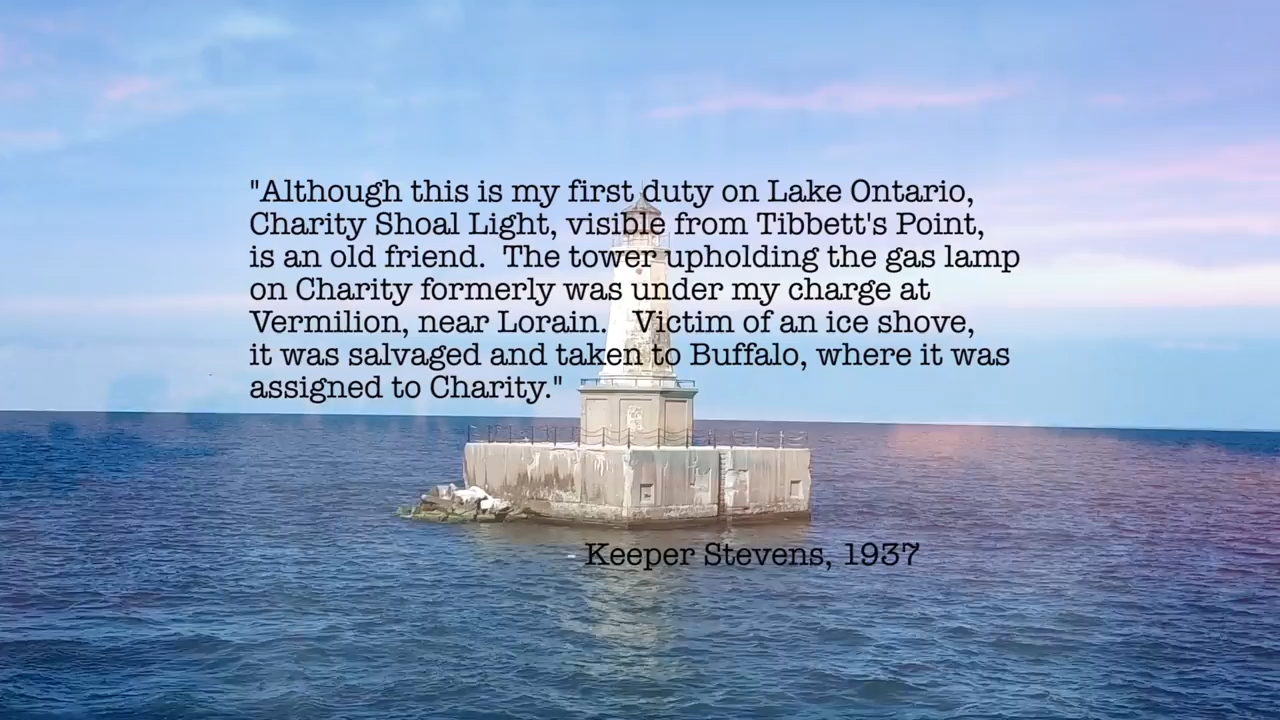 "Although this is my first duty on Lake Ontario,
Charity Shoal Light, visible from Tibbett's Point,
is an old friend.  The tower upholding the gas lamp
on Charity formerly was under my charge at
Vermilion, near Lorain.   Victim of an ice shove,
it was salvaged and taken to Buffalo, where it was
assigned to Charity."
Keeper Stevens, 1937